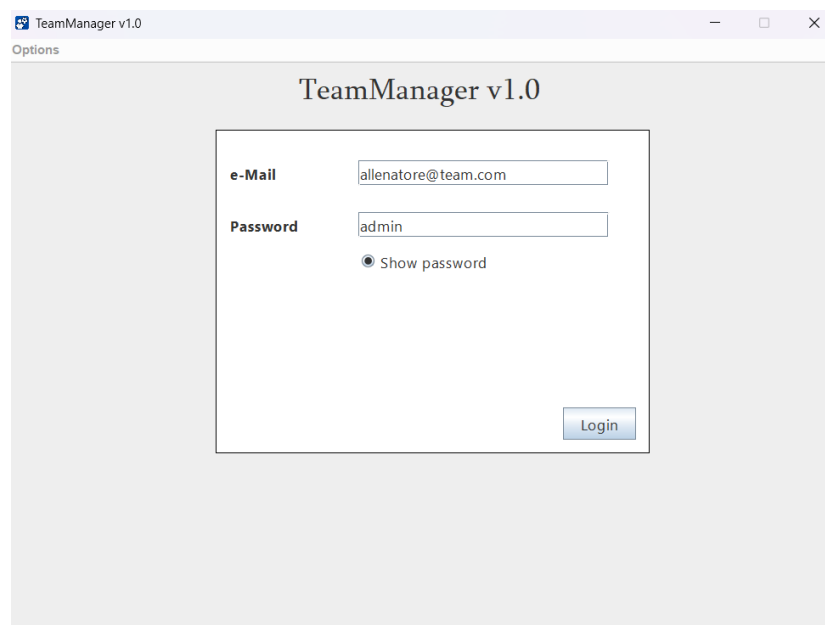 TeamManager v1.0
Options
TeamManager v1.0
e-Mail allenatore@team.com
Password admin
Show password
Login